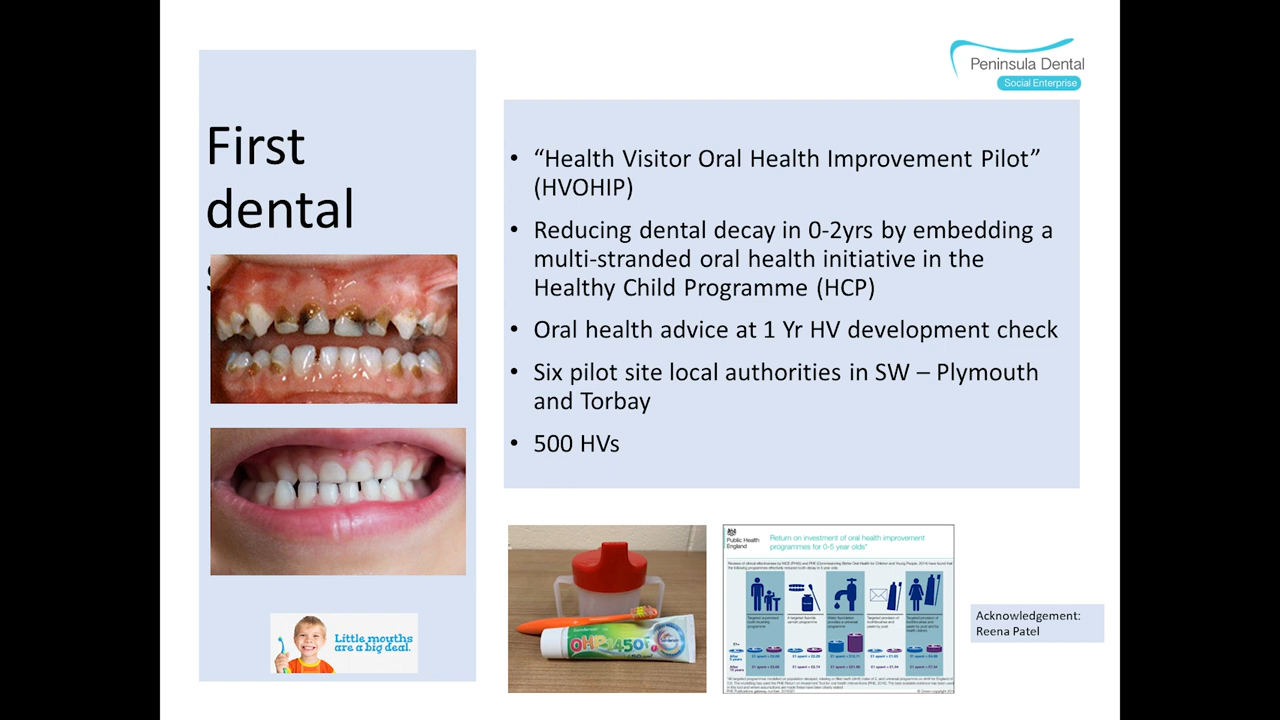 First
dental
Peninsula Dental
Social Enterprise
• “Health Visitor Oral Health Improvement Pilot”
(HVOHIP)
• Reducing dental decay in 0-2yrs by embedding a
multi-stranded oral health initiative in the
Healthy Child Programme (HCP)
• Oral health advice at 1 Yr HV development check
• Six pilot site local authorities in SW – Plymouth
and Torbay
• 500 HVs
Little mouths
are a big deal.
Public Health
England
Return on investment of oral health improvement
programmes for 0-5 year olds*
Acknowledgement:
Reena Patel